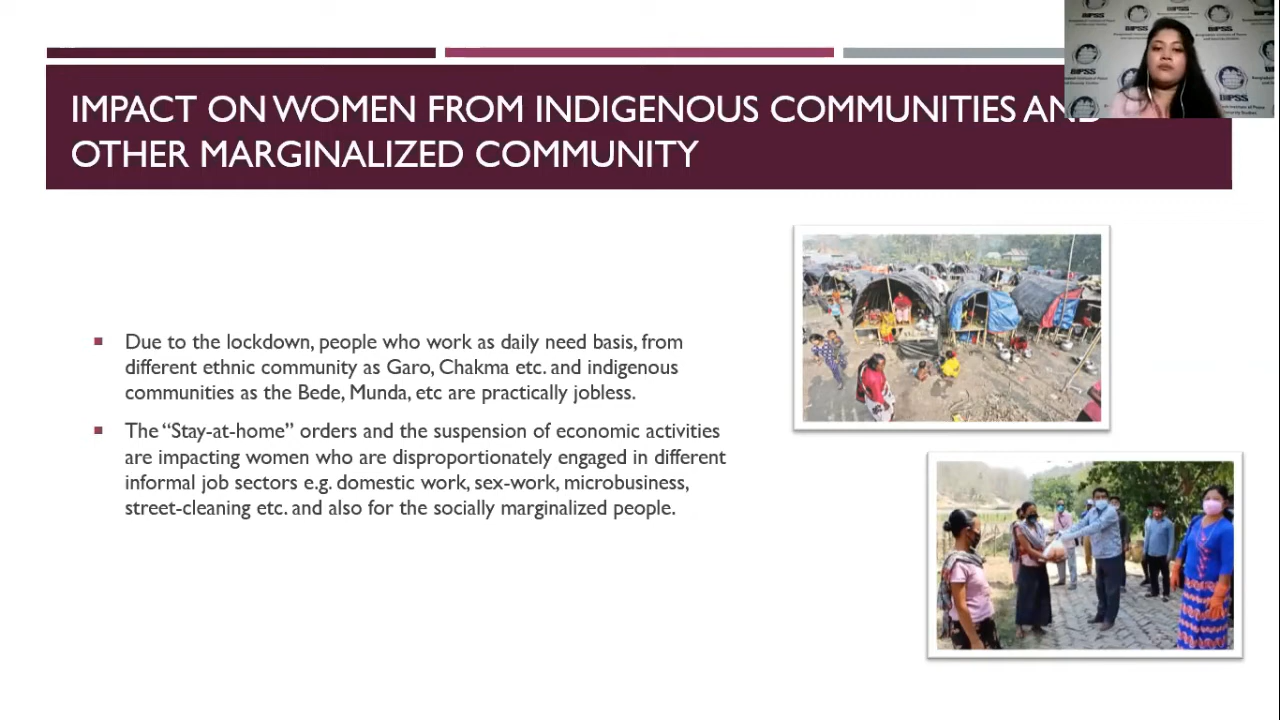 IMPACT ON WOMEN FROM INDIGENOUS COMMUNITIES AND
OTHER MARGINALIZED COMMUNITY
BIPSS
Due to the lockdown, people who work as daily need basis, from
different ethnic community as Garo, Chakma etc. and indigenous
communities as the Bede, Munda, etc are practically jobless.
The “Stay-at-home” orders and the suspension of economic activities
are impacting women who are disproportionately engaged in different
informal job sectors e.g. domestic work, sex-work, microbusiness,
street-cleaning etc. and also for the socially marginalized people.